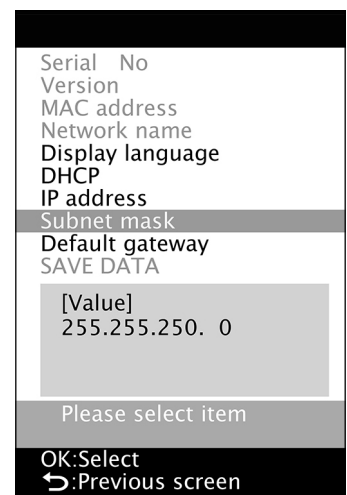 Serial No
Version
MAC address
Network name
Display language
DHCP
IP address
Subnet mask
Default gateway
SAVE DATA
[Value]
255.255.250. 0
Please select item
OK:Select
⮌:Previous screen